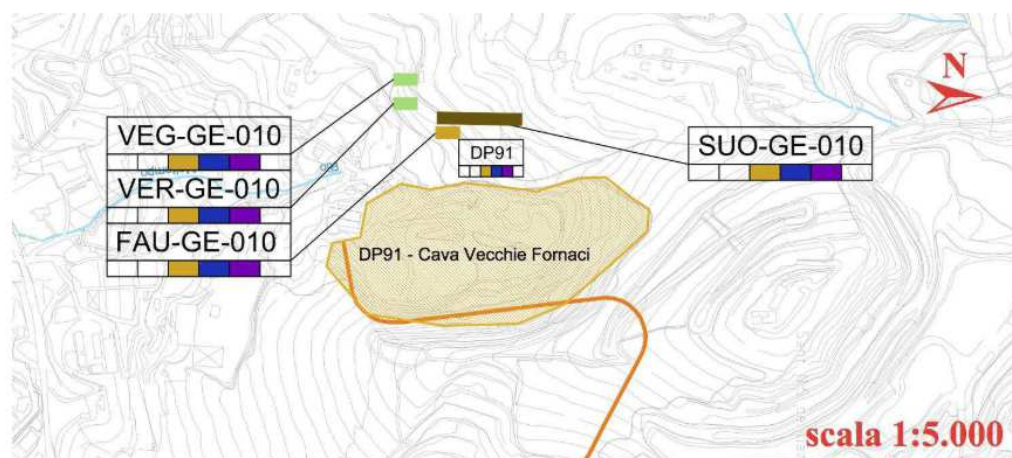 N
VEG-GE-010
VER-GE-010
FAU-GE-010
DP91
SUO-GE-010
DP91 - Cava Vecchie Fornaci
scala 1:5.000